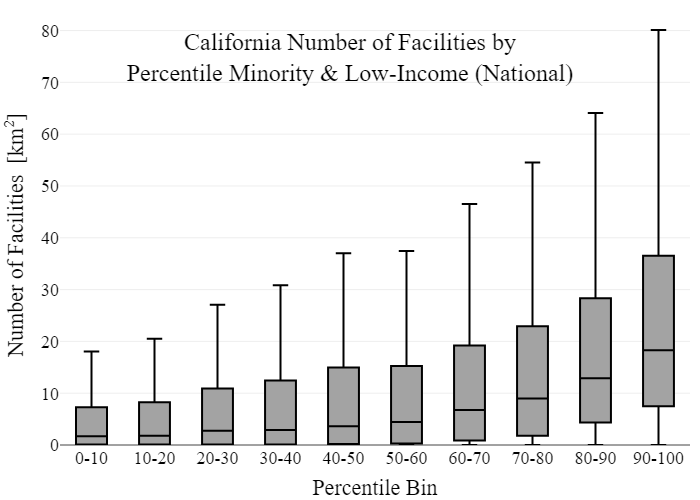 California Number of Facilities by
Percentile Minority & Low-Income (National)
Number of Facilities [km²]
80
70
60
50
40
30
20
10
0
0-10 10-20 20-30 30-40 40-50 50-60 60-70 70-80 80-90 90-100
Percentile Bin